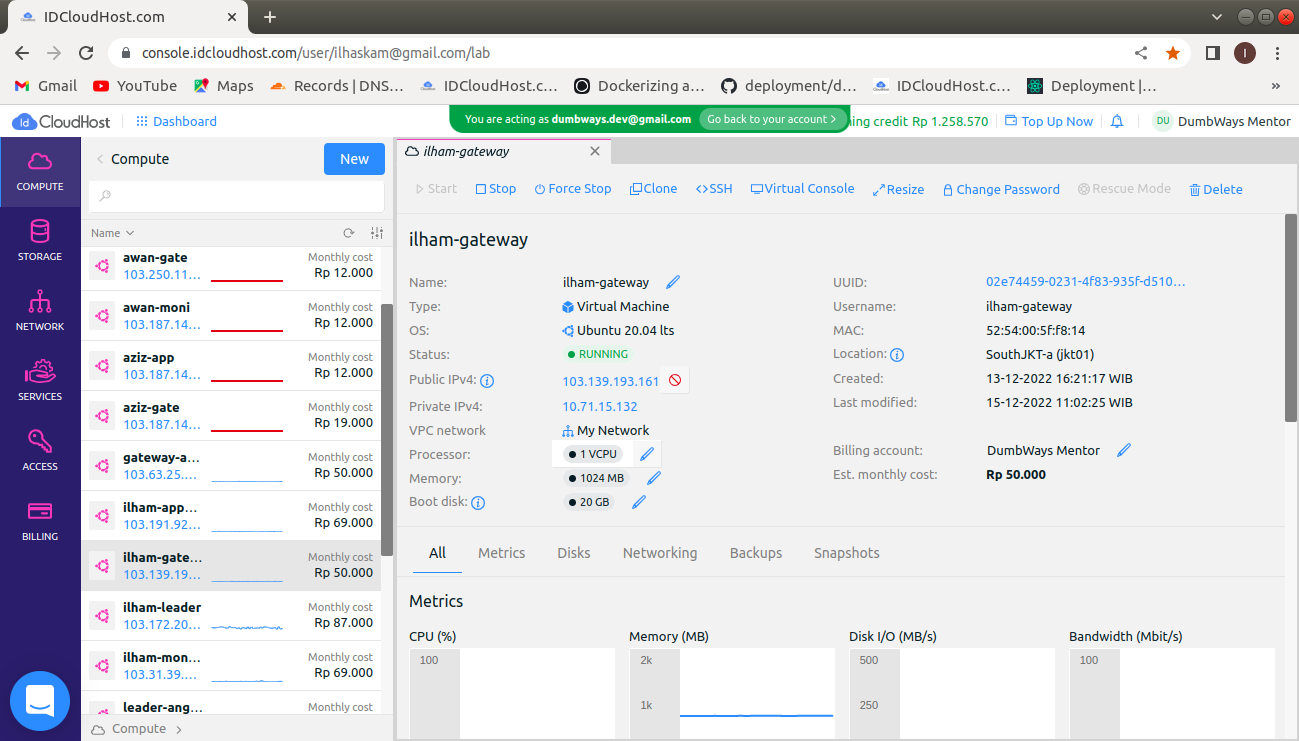 IDCloudHost.com
console.idcloudhost.com/user/ilhaskam@gmail.com/lab
I
Gmail YouTube Maps Records | DNS... IDCloudHost.c... Dockerizing a... deployment/d... IDCloudHost.c... Deployment |... »
Id CloudHost Dashboard
You are acting as dumbways.dev@gmail.com Go back to your account >
ing credit Rp 1.258.570 Top Up Now DU DumbWays Mentor
COMPUTE
STORAGE
NETWORK
SERVICES
ACCESS
BILLING
Compute New
Name
awan-gate Monthly cost
103.250.11... Rp 12.000
awan-moni Monthly cost
103.187.14... Rp 12.000
aziz-app Monthly cost
103.187.14... Rp 12.000
aziz-gate Monthly cost
103.187.14... Rp 19.000
gateway-a... Monthly cost
103.63.25.... Rp 50.000
ilham-app... Monthly cost
103.191.92... Rp 69.000
ilham-gate... Monthly cost
103.139.19... Rp 50.000
ilham-leader Monthly cost
103.172.20... Rp 87.000
ilham-mon... Monthly cost
103.31.39.... Rp 69.000
leader-ang... Monthly cost
Compute >
ilham-gateway
Start Stop Force Stop Clone <>SSH Virtual Console Resize Change Password Rescue Mode Delete
ilham-gateway
Name: ilham-gateway
Type: Virtual Machine
OS: Ubuntu 20.04 lts
Status: RUNNING
Public IPv4: 103.139.193.161
Private IPv4: 10.71.15.132
VPC network My Network
Processor: 1 VCPU
Memory: 1024 MB
Boot disk: 20 GB
UUID: 02e74459-0231-4f83-935f-d510...
Username: ilham-gateway
MAC: 52:54:00:5f:f8:14
Location: SouthJKT-a (jkt01)
Created: 13-12-2022 16:21:17 WIB
Last modified: 15-12-2022 11:02:25 WIB
Billing account: DumbWays Mentor
Est. monthly cost: Rp 50.000
All Metrics Disks Networking Backups Snapshots
Metrics
CPU (%) Memory (MB) Disk I/O (MB/s) Bandwidth (Mbit/s)
100 2k 500 100
1k 250